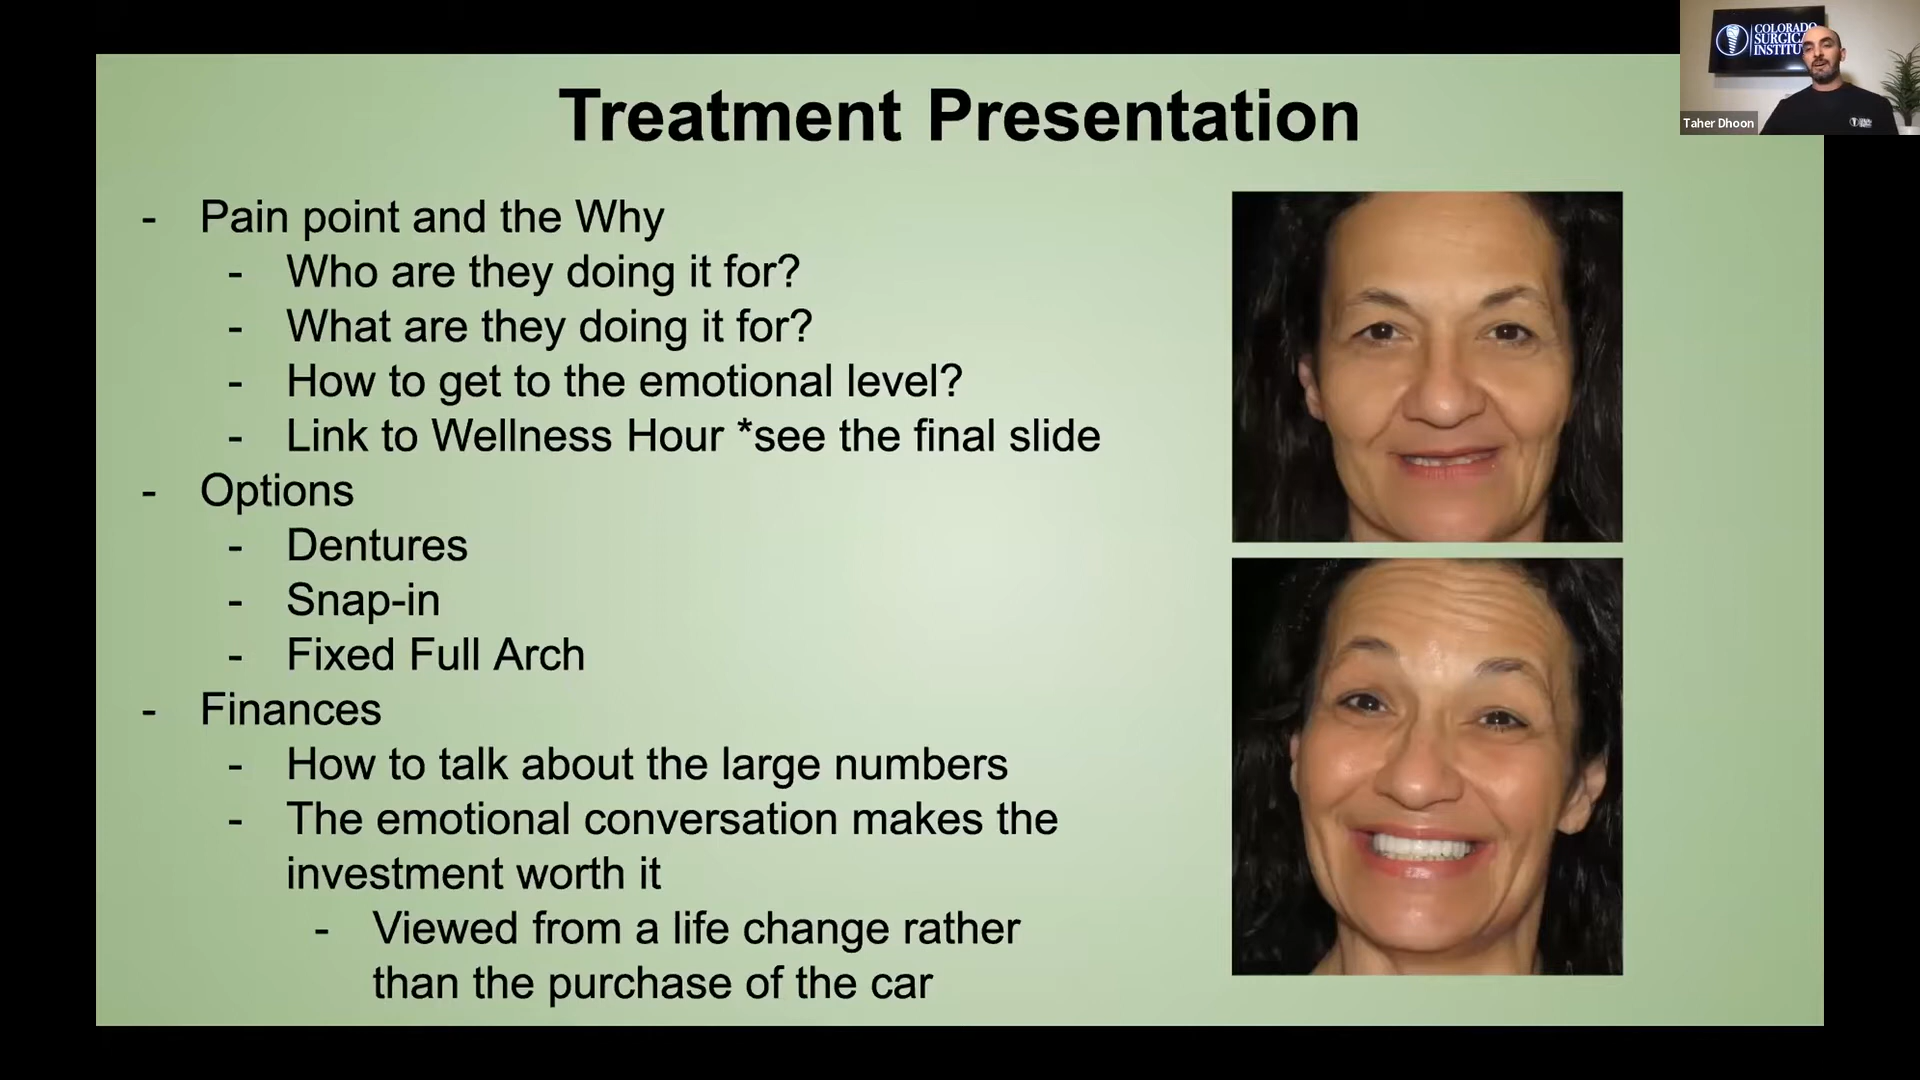 Treatment Presentation
- Pain point and the Why
- Who are they doing it for?
- What are they doing it for?
- How to get to the emotional level?
- Link to Wellness Hour *see the final slide
- Options
- Dentures
- Snap-in
- Fixed Full Arch
- Finances
- How to talk about the large numbers
- The emotional conversation makes the
investment worth it
- Viewed from a life change rather
than the purchase of the car
COLORADO
SURGICA
INSTITU
Taher Dhoon